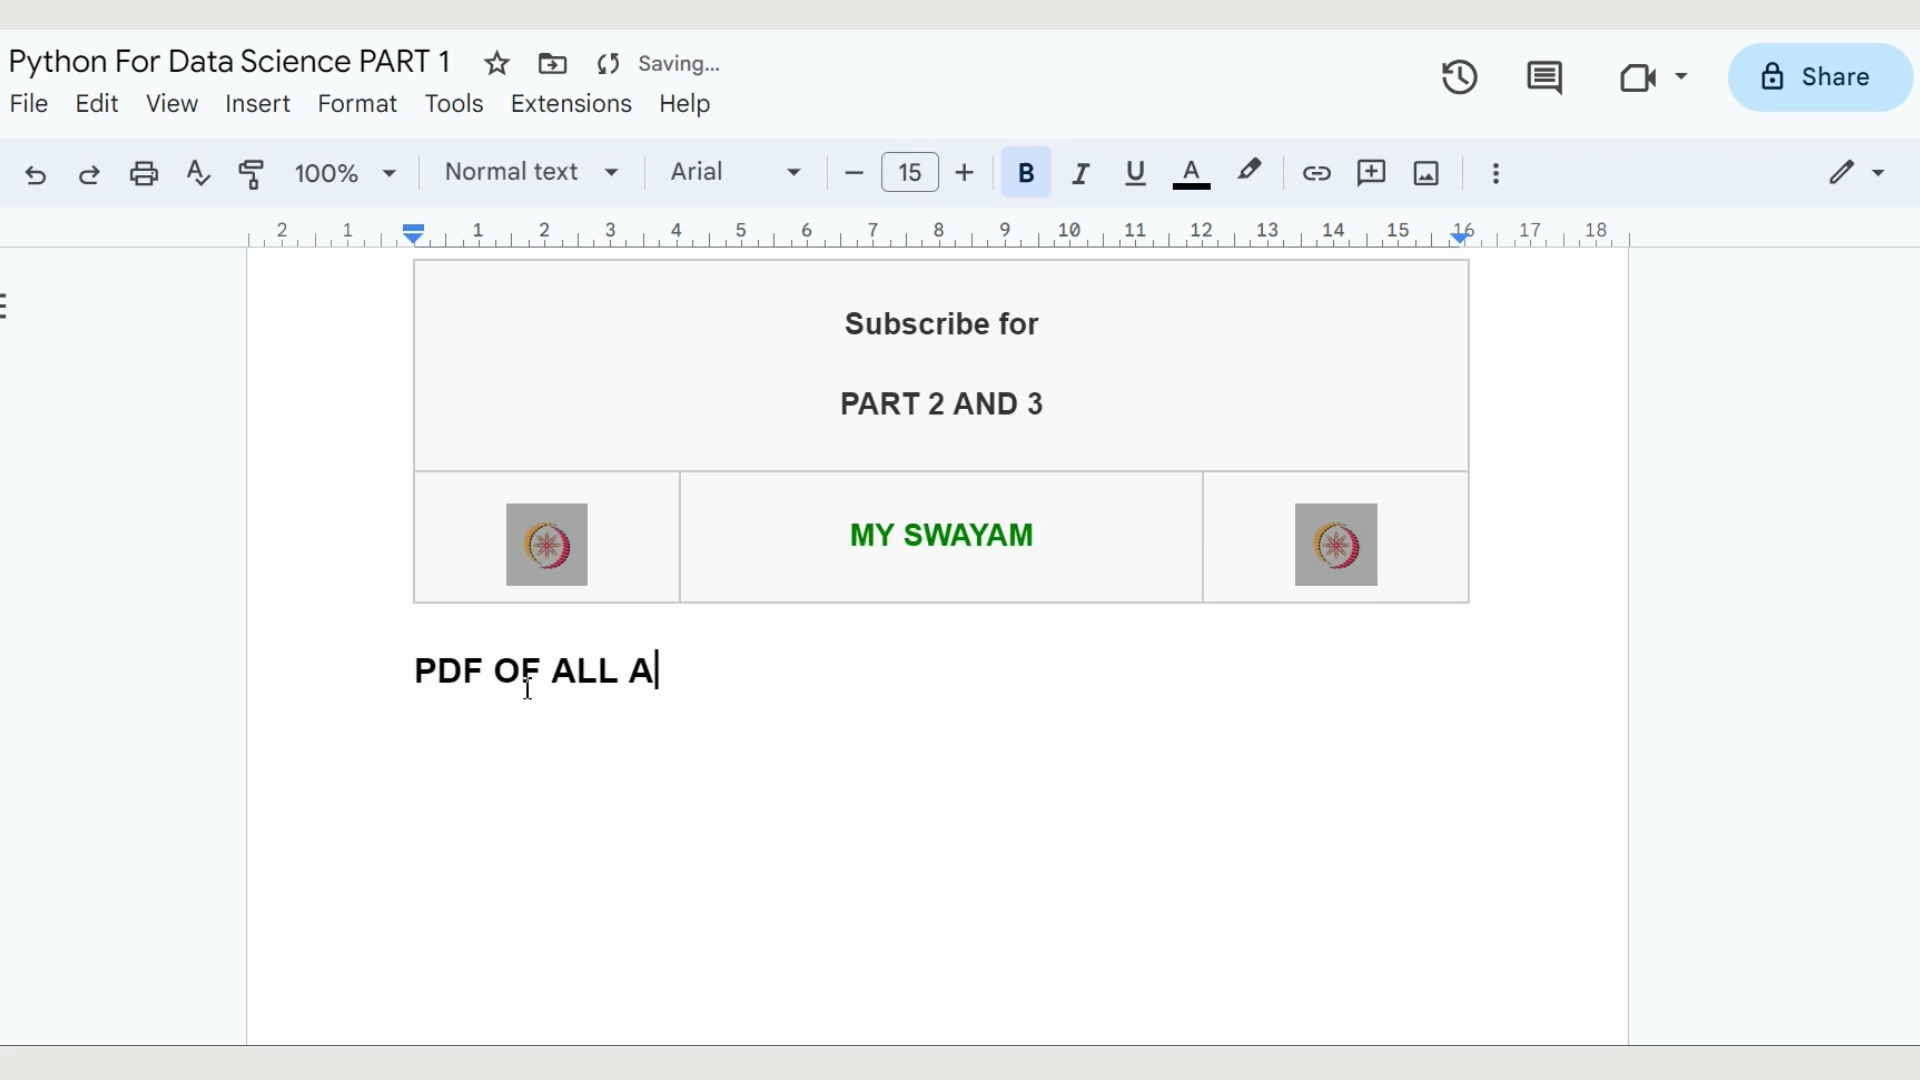 Python For Data Science PART 1 Saving...
File Edit View Insert Format Tools Extensions Help
Share
100% Normal text Arial 15 B I U A
2 1 1 2 3 4 5 6 7 8 9 10 11 12 13 14 15 16 17 18
Subscribe for
PART 2 AND 3
MY SWAYAM
PDF OF ALL A